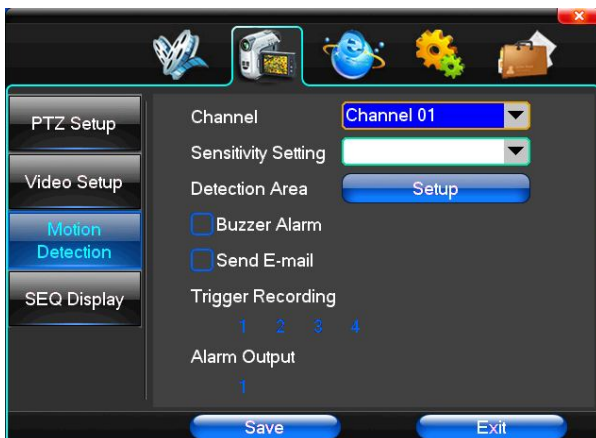 PTZ Setup
Video Setup
Motion
Detection
SEQ Display
Channel Channel 01
Sensitivity Setting
Detection Area Setup
Buzzer Alarm
Send E-mail
Trigger Recording
1 2 3 4
Alarm Output
1
Save Exit